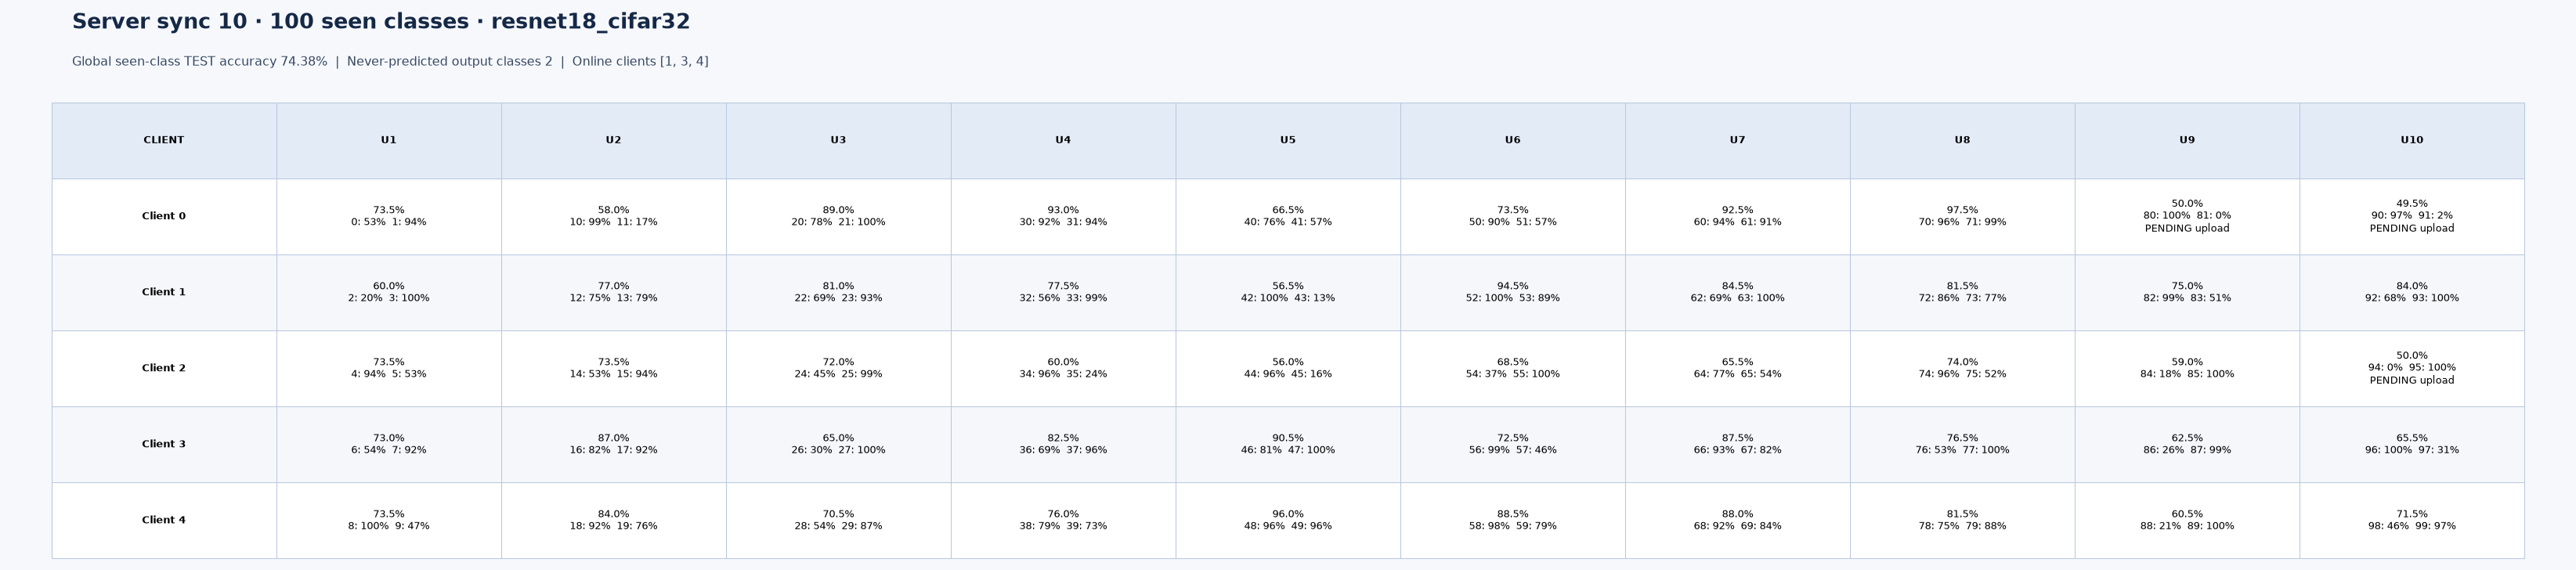 Server sync 10 · 100 seen classes · resnet18_cifar32
Global seen-class TEST accuracy 74.38% | Never-predicted output classes 2 | Online clients [1, 3, 4]
CLIENT U1 U2 U3 U4 U5 U6 U7 U8 U9 U10
Client 0
73.5%
0: 53% 1: 94%
58.0%
10: 99% 11: 17%
89.0%
20: 78% 21: 100%
93.0%
30: 92% 31: 94%
66.5%
40: 76% 41: 57%
73.5%
50: 90% 51: 57%
92.5%
60: 94% 61: 91%
97.5%
70: 96% 71: 99%
50.0%
80: 100% 81: 0%
PENDING upload
49.5%
90: 97% 91: 2%
PENDING upload
Client 1
60.0%
2: 20% 3: 100%
77.0%
12: 75% 13: 79%
81.0%
22: 69% 23: 93%
77.5%
32: 56% 33: 99%
56.5%
42: 100% 43: 13%
94.5%
52: 100% 53: 89%
84.5%
62: 69% 63: 100%
81.5%
72: 86% 73: 77%
75.0%
82: 99% 83: 51%
84.0%
92: 68% 93: 100%
Client 2
73.5%
4: 94% 5: 53%
73.5%
14: 53% 15: 94%
72.0%
24: 45% 25: 99%
60.0%
34: 96% 35: 24%
56.0%
44: 96% 45: 16%
68.5%
54: 37% 55: 100%
65.5%
64: 77% 65: 54%
74.0%
74: 96% 75: 52%
59.0%
84: 18% 85: 100%
50.0%
94: 0% 95: 100%
PENDING upload
Client 3
73.0%
6: 54% 7: 92%
87.0%
16: 82% 17: 92%
65.0%
26: 30% 27: 100%
82.5%
36: 69% 37: 96%
90.5%
46: 81% 47: 100%
72.5%
56: 99% 57: 46%
87.5%
66: 93% 67: 82%
76.5%
76: 53% 77: 100%
62.5%
86: 26% 87: 99%
65.5%
96: 100% 97: 31%
Client 4
73.5%
8: 100% 9: 47%
84.0%
18: 92% 19: 76%
70.5%
28: 54% 29: 87%
76.0%
38: 79% 39: 73%
96.0%
48: 96% 49: 96%
88.5%
58: 98% 59: 79%
88.0%
68: 92% 69: 84%
81.5%
78: 75% 79: 88%
60.5%
88: 21% 89: 100%
71.5%
98: 46% 99: 97%